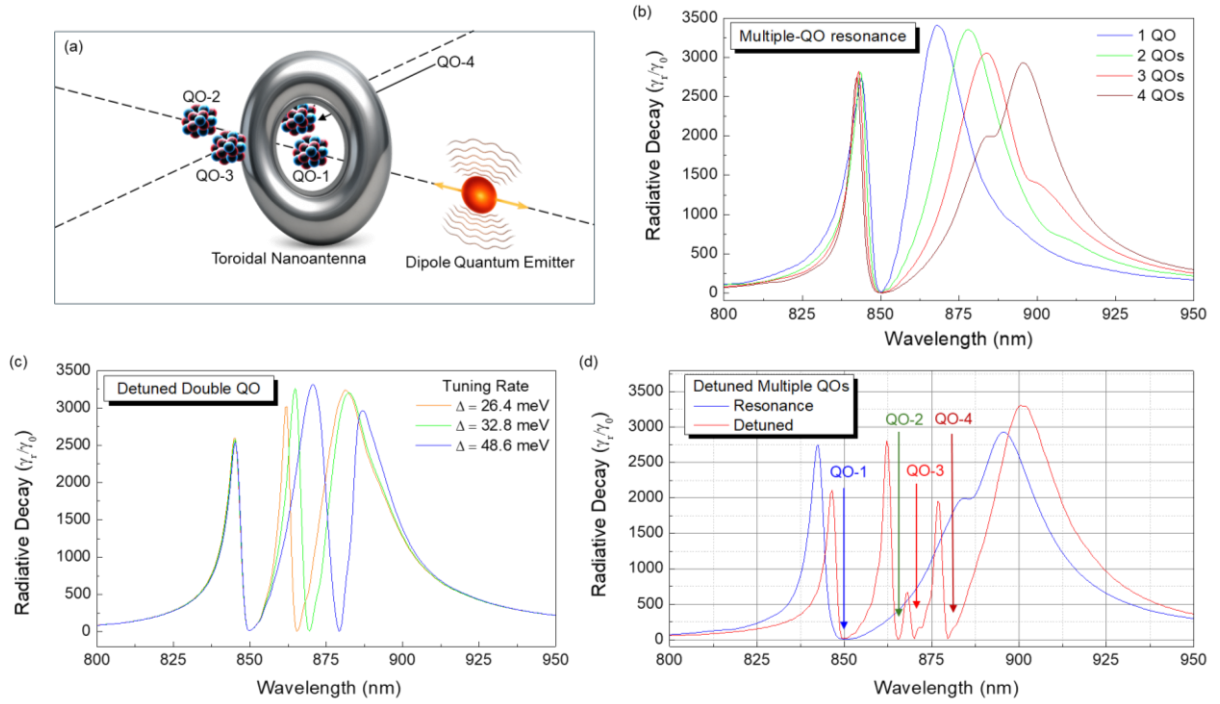 (a)
QO-4
QO-2
QO-3
QO-1
Toroidal Nanoantenna
Dipole Quantum Emitter
(b)
Multiple-QO resonance
1 QO
2 QOs
3 QOs
4 QOs
Radiative Decay (γr/γ0)
3500
3000
2500
2000
1500
1000
500
0
800 825 850 875 900 925 950
Wavelength (nm)
(c)
Detuned Double QO
Tuning Rate
Δ = 26.4 meV
Δ = 32.8 meV
Δ = 48.6 meV
Radiative Decay (γr/γ0)
3500
3000
2500
2000
1500
1000
500
0
800 825 850 875 900 925 950
Wavelength (nm)
(d)
Detuned Multiple QOs
Resonance
Detuned
QO-2
QO-4
QO-1
QO-3
Radiative Decay (γr/γ0)
3500
3000
2500
2000
1500
1000
500
0
800 825 850 875 900 925 950
Wavelength (nm)